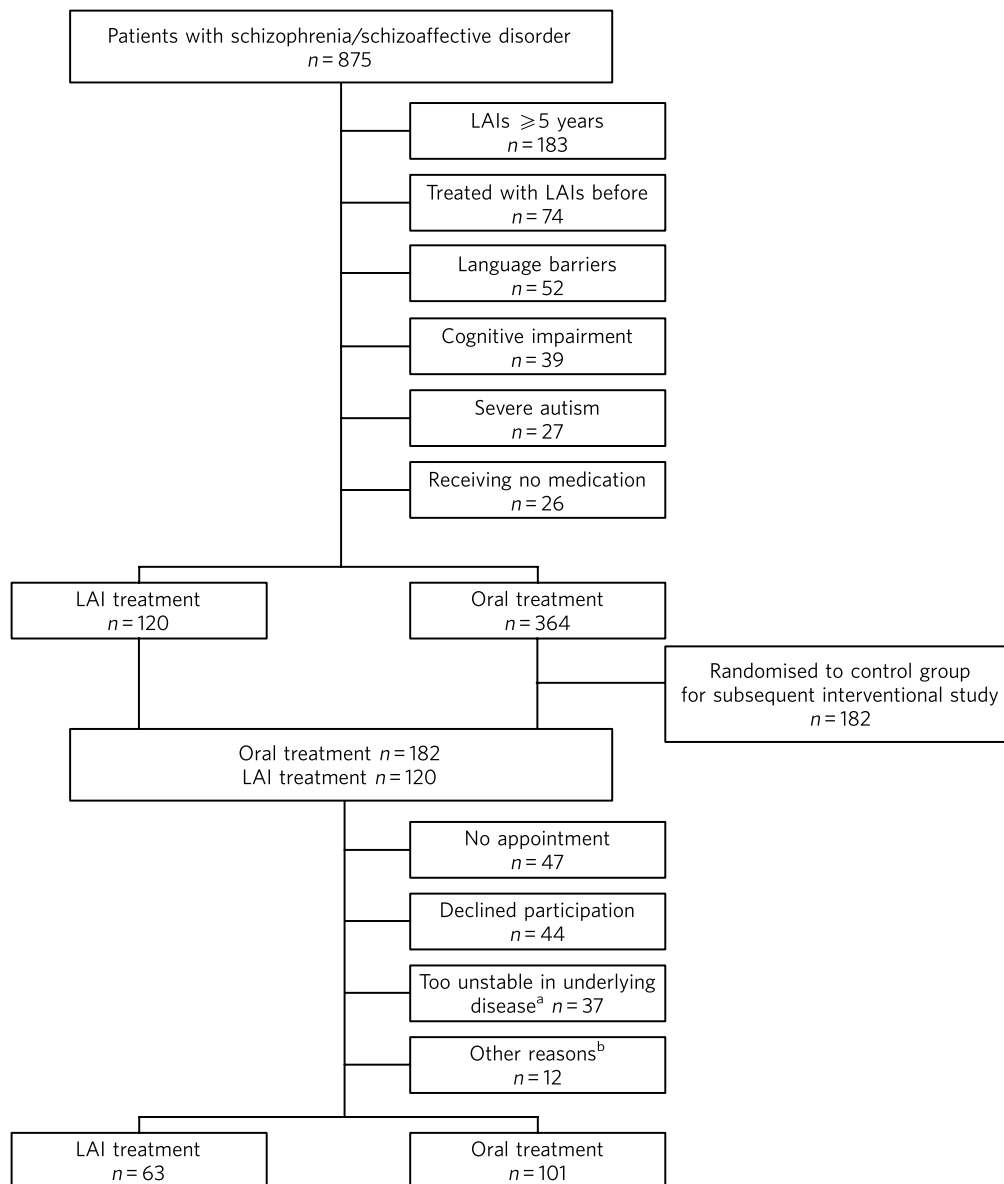 Patients with schizophrenia/schizoaffective disorder
n = 875
LAIs ⩾5 years
n = 183
Treated with LAIs before
n = 74
Language barriers
n = 52
Cognitive impairment
n = 39
Severe autism
n = 27
Receiving no medication
n = 26
LAI treatment
n = 120
Oral treatment
n = 364
Randomised to control group
for subsequent interventional study
n = 182
Oral treatment n = 182
LAI treatment n = 120
No appointment
n = 47
Declined participation
n = 44
Too unstable in underlying
diseaseᵃ n = 37
Other reasonsᵇ
n = 12
LAI treatment
n = 63
Oral treatment
n = 101